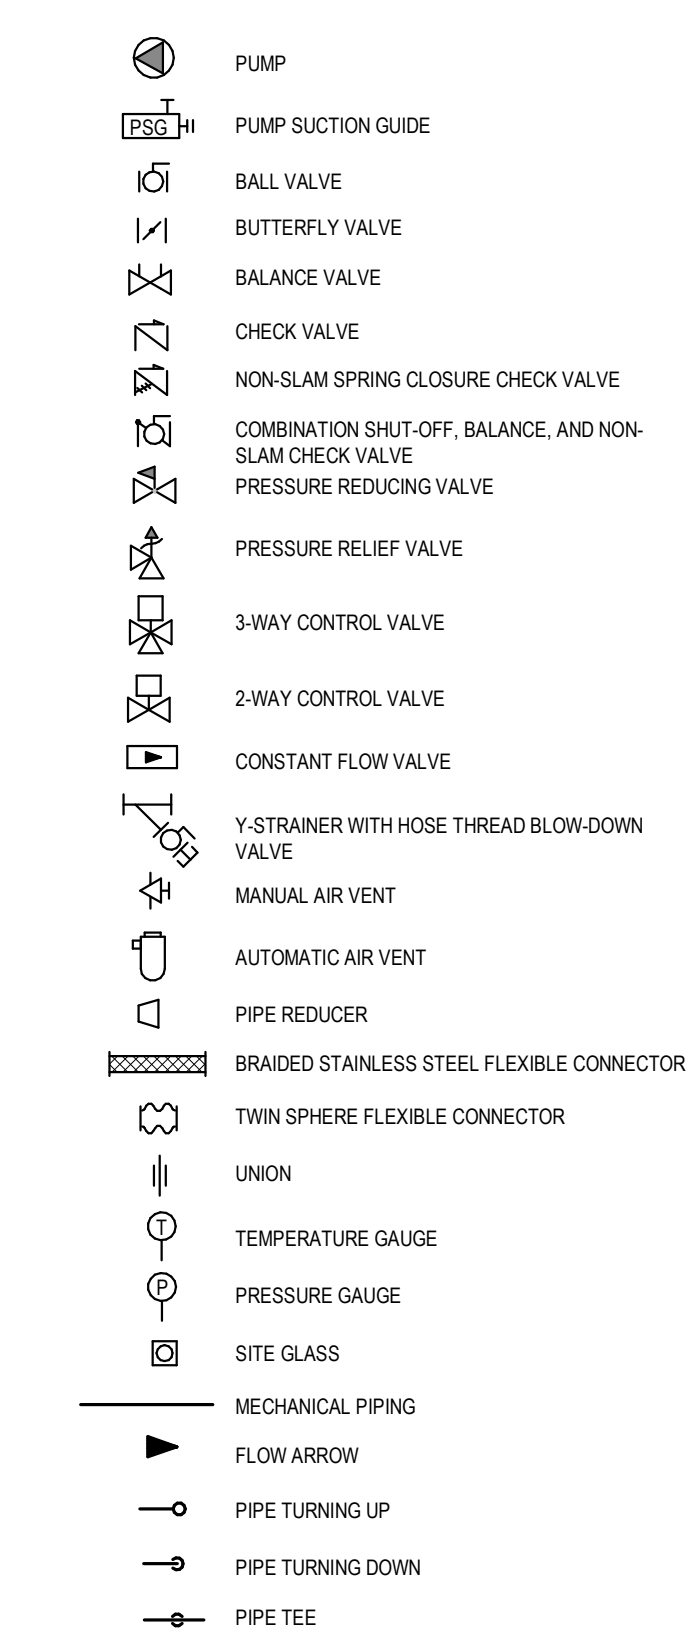 PUMP
PSG PUMP SUCTION GUIDE
BALL VALVE
BUTTERFLY VALVE
BALANCE VALVE
CHECK VALVE
NON-SLAM SPRING CLOSURE CHECK VALVE
COMBINATION SHUT-OFF, BALANCE, AND NON-
SLAM CHECK VALVE
PRESSURE REDUCING VALVE
PRESSURE RELIEF VALVE
3-WAY CONTROL VALVE
2-WAY CONTROL VALVE
CONSTANT FLOW VALVE
Y-STRAINER WITH HOSE THREAD BLOW-DOWN
VALVE
MANUAL AIR VENT
AUTOMATIC AIR VENT
PIPE REDUCER
BRAIDED STAINLESS STEEL FLEXIBLE CONNECTOR
TWIN SPHERE FLEXIBLE CONNECTOR
UNION
T TEMPERATURE GAUGE
P PRESSURE GAUGE
SITE GLASS
MECHANICAL PIPING
FLOW ARROW
PIPE TURNING UP
PIPE TURNING DOWN
PIPE TEE